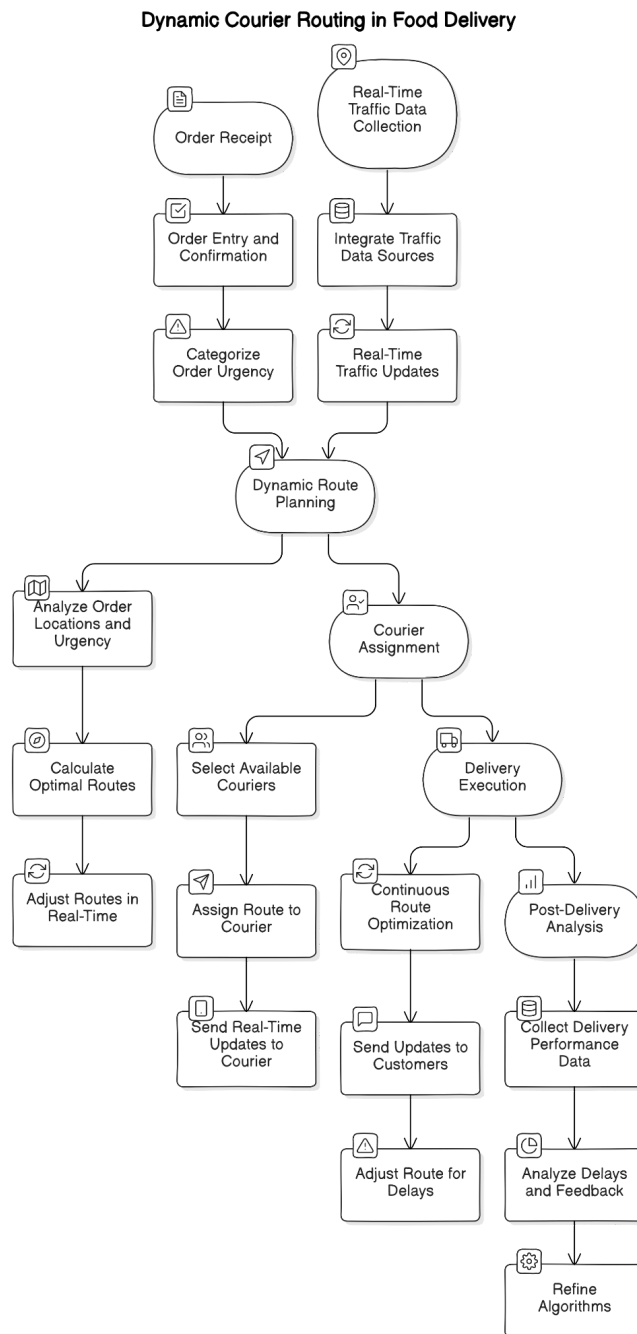 Dynamic Courier Routing in Food Delivery
Order Receipt
Real-Time
Traffic Data
Collection
Order Entry and
Confirmation
Integrate Traffic
Data Sources
Categorize
Order Urgency
Real-Time
Traffic Updates
Dynamic Route
Planning
Analyze Order
Locations and
Urgency
Courier
Assignment
Calculate
Optimal Routes
Select Available
Couriers
Delivery
Execution
Adjust Routes in
Real-Time
Assign Route to
Courier
Continuous
Route
Optimization
Post-Delivery
Analysis
Send Real-Time
Updates to
Courier
Send Updates to
Customers
Collect Delivery
Performance
Data
Adjust Route for
Delays
Analyze Delays
and Feedback
Refine
Algorithms